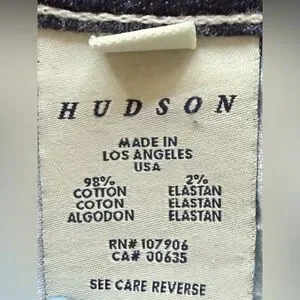 HUDSON
MADE IN
LOS ANGELES
USA
98% 2%
COTTON ELASTAN
COTON ELASTAN
ALGODON ELASTAN
RN# 107906
CA# 00635
SEE CARE REVERSE